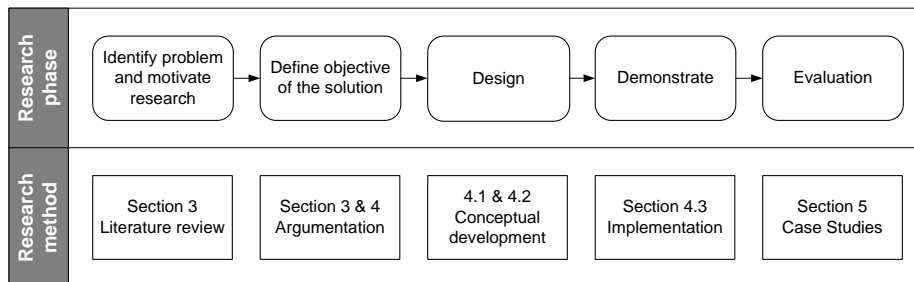 Research
phase
Identify problem
and motivate
research
Define objective
of the solution
Design
Demonstrate
Evaluation
Research
method
Section 3
Literature review
Section 3 & 4
Argumentation
4.1 & 4.2
Conceptual
development
Section 4.3
Implementation
Section 5
Case Studies